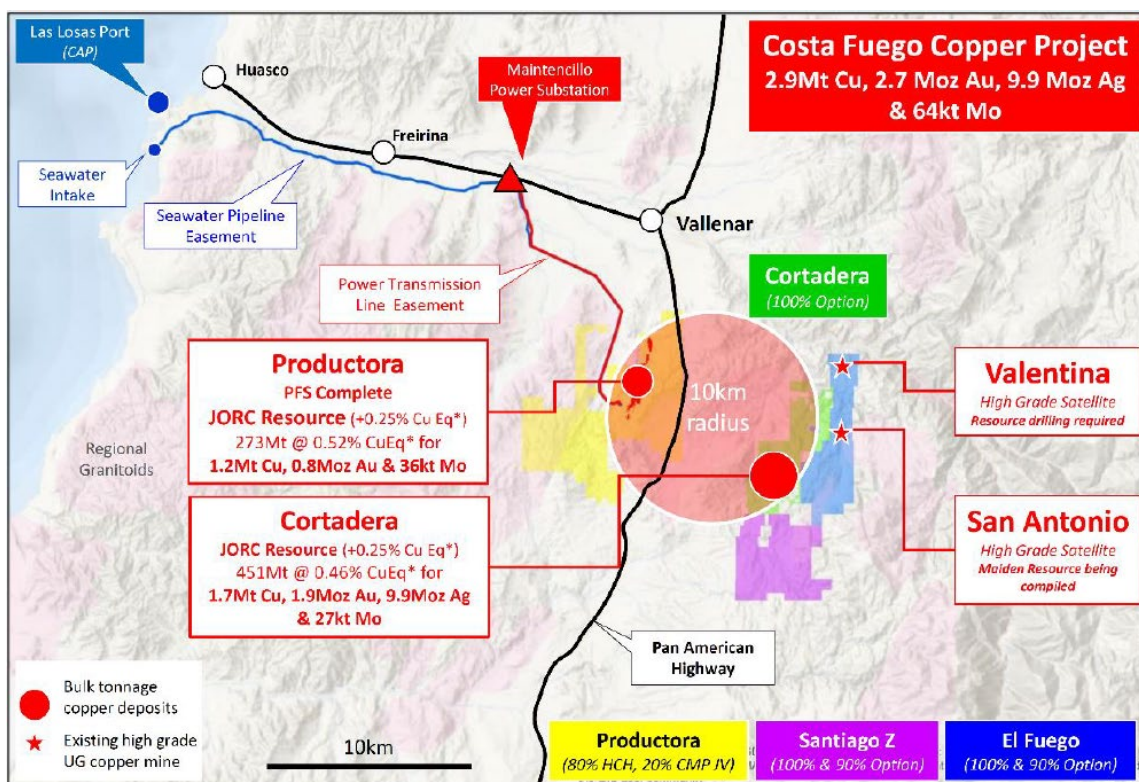 Las Losas Port
(CAP)
Huasco
Maintencillo
Power Substation
Costa Fuego Copper Project
2.9Mt Cu, 2.7 Moz Au, 9.9 Moz Ag
& 64kt Mo
Freirina
Seawater
Intake
Seawater Pipeline
Easement
Vallenar
Power Transmission
Line Easement
Cortadera
(100% Option)
Productora
PFS Complete
JORC Resource (+0.25% Cu Eq*)
273Mt @ 0.52% CuEq* for
1.2Mt Cu, 0.8Moz Au & 36kt Mo
10km
radius
Valentina
High Grade Satellite
Resource drilling required
Regional
Granitoids
Cortadera
JORC Resource (+0.25% Cu Eq*)
451Mt @ 0.46% CuEq* for
1.7Mt Cu, 1.9Moz Au, 9.9Moz Ag
& 27kt Mo
San Antonio
High Grade Satellite
Maiden Resource being
compiled
Pan American
Highway
Bulk tonnage
copper deposits
Existing high grade
UG copper mine
10km
Productora
(80% HCH, 20% CMP JV)
Santiago Z
(100% & 90% Option)
El Fuego
(100% & 90% Option)